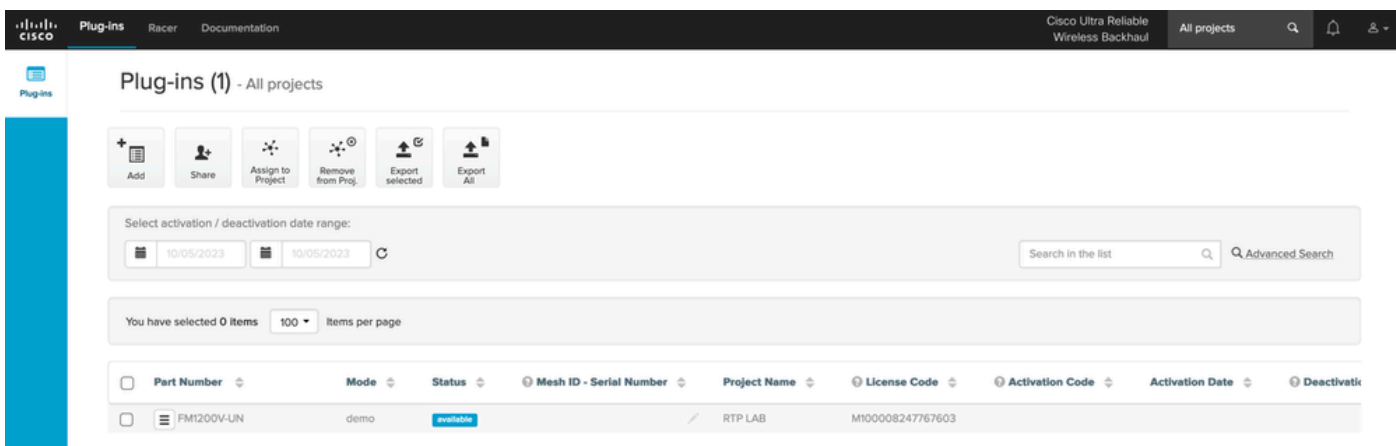 cisco
Plug-ins Racer Documentation
Cisco Ultra Reliable
Wireless Backhaul
All projects
Plug-ins
Plug-ins (1) - All projects
Add
Share
Assign to
Project
Remove
from Proj.
Export
selected
Export
All
Select activation / deactivation date range:
10/05/2023 10/05/2023
Search in the list
Advanced Search
You have selected 0 items 100 Items per page
Part Number Mode Status Mesh ID - Serial Number Project Name License Code Activation Code Activation Date Deactivatic
FM1200V-UN demo available RTP LAB M100008247767603